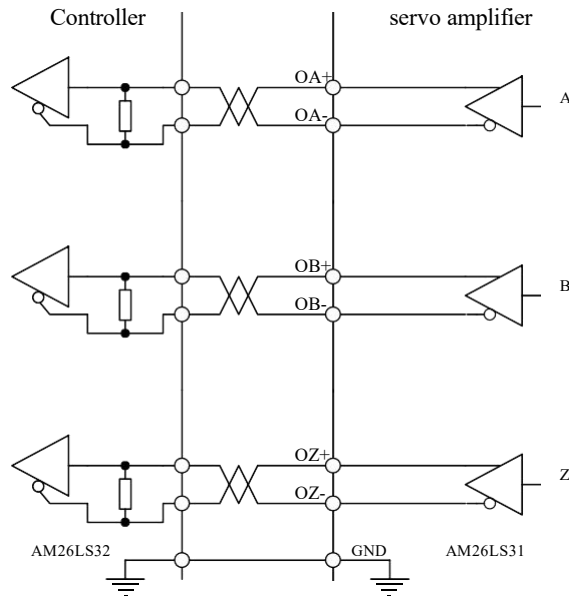 Controller
servo amplifier
OA+
A
OA-
OB+
B
OB-
OZ+
Z
OZ-
AM26LS32
GND
AM26LS31